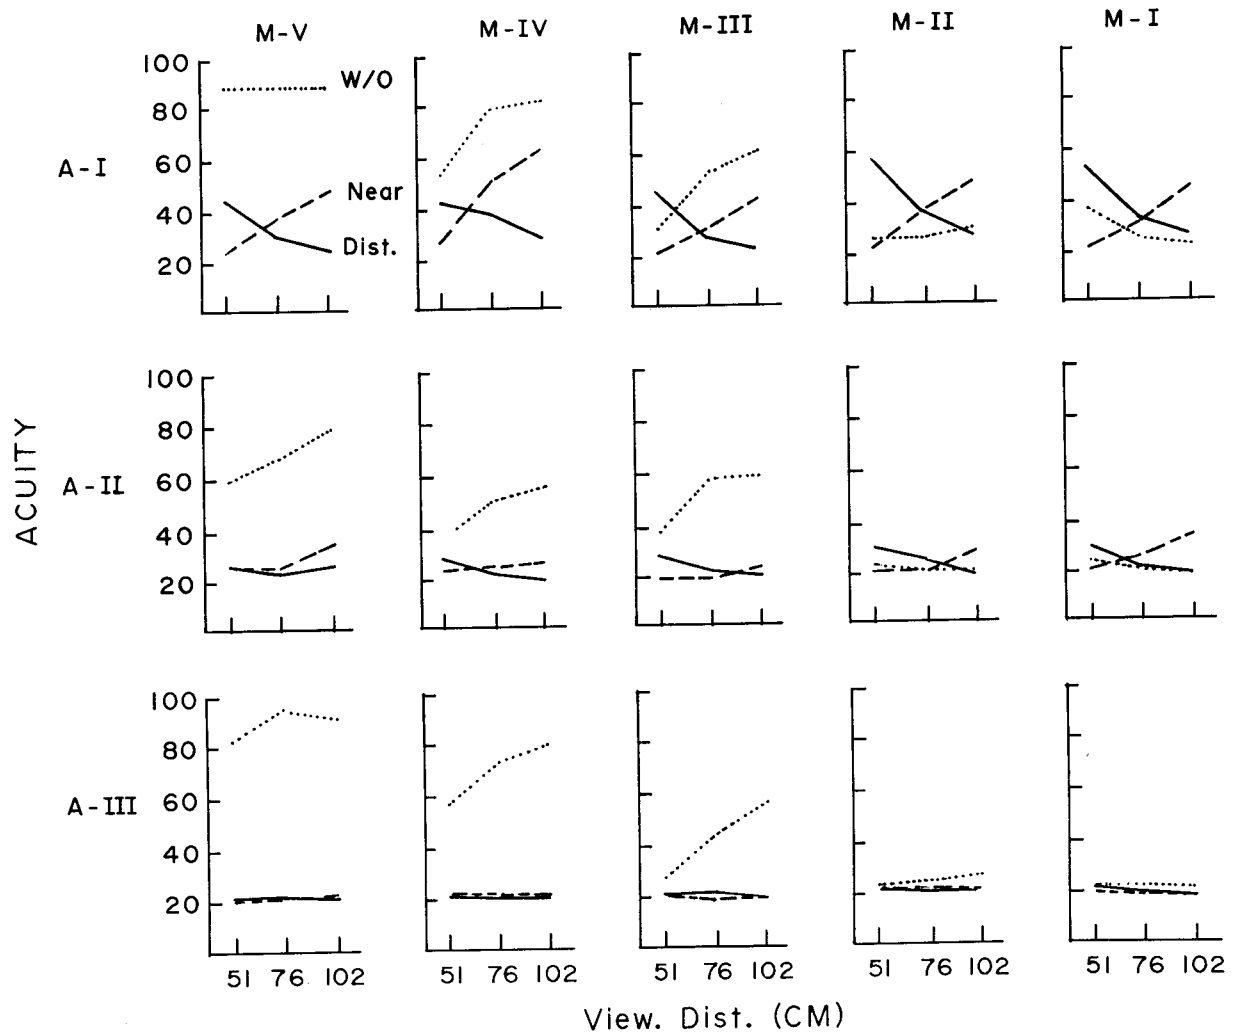 M-V M-IV M-III M-II M-I
100
W/O
80
A-I 60
Near
40
Dist.
20
100
80
A-II 60
40
20
ACUITY
100
80
A-III 60
40
20
51 76 102 51 76 102 51 76 102 51 76 102 51 76 102
View. Dist. (CM)